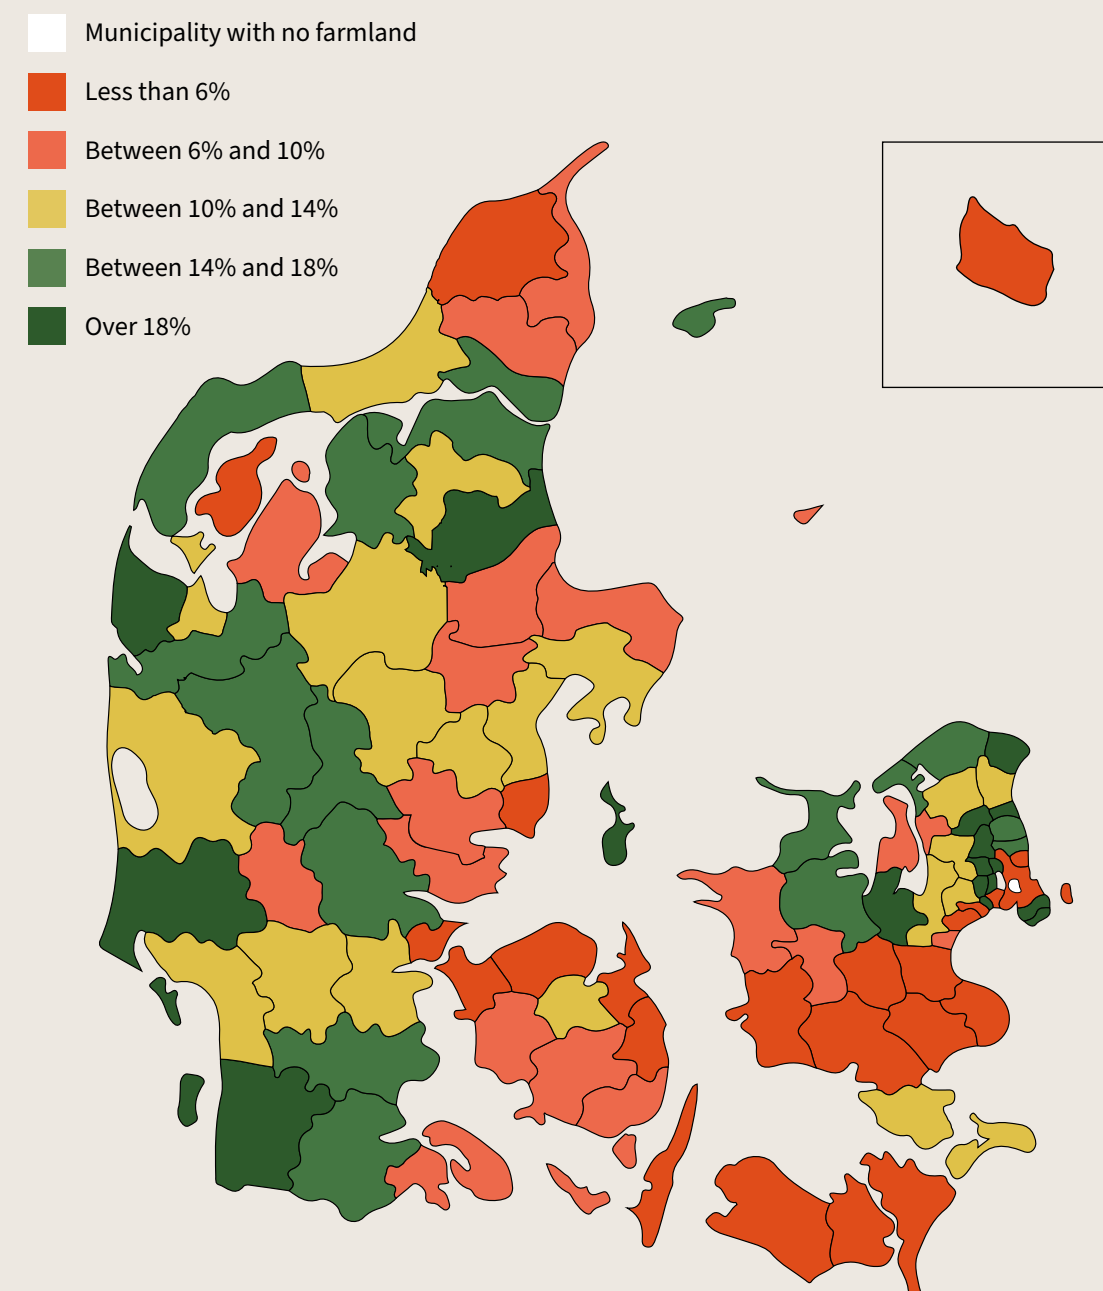 Municipality with no farmland
Less than 6%
Between 6% and 10%
Between 10% and 14%
Between 14% and 18%
Over 18%